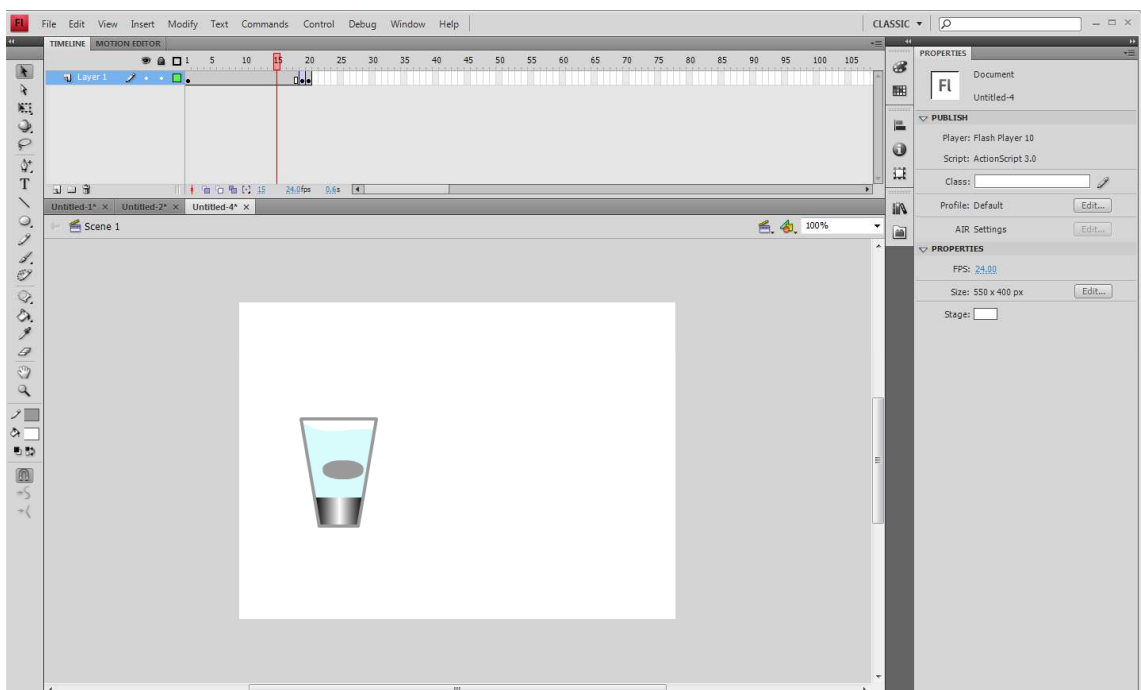 FL File Edit View Insert Modify Text Commands Control Debug Window Help CLASSIC
TIMELINE MOTION EDITOR
1 5 10 15 20 25 30 35 40 45 50 55 60 65 70 75 80 85 90 95 100 105
Layer 1
15 24.0fps 0.6s
Untitled-1* × Untitled-2* × Untitled-4* ×
Scene 1 100%
T
PROPERTIES
FL Document
Untitled-4
PUBLISH
Player: Flash Player 10
Script: ActionScript 3.0
Class:
Profile: Default Edit...
AIR Settings Edit...
PROPERTIES
FPS: 24.00
Size: 550 x 400 px Edit...
Stage: